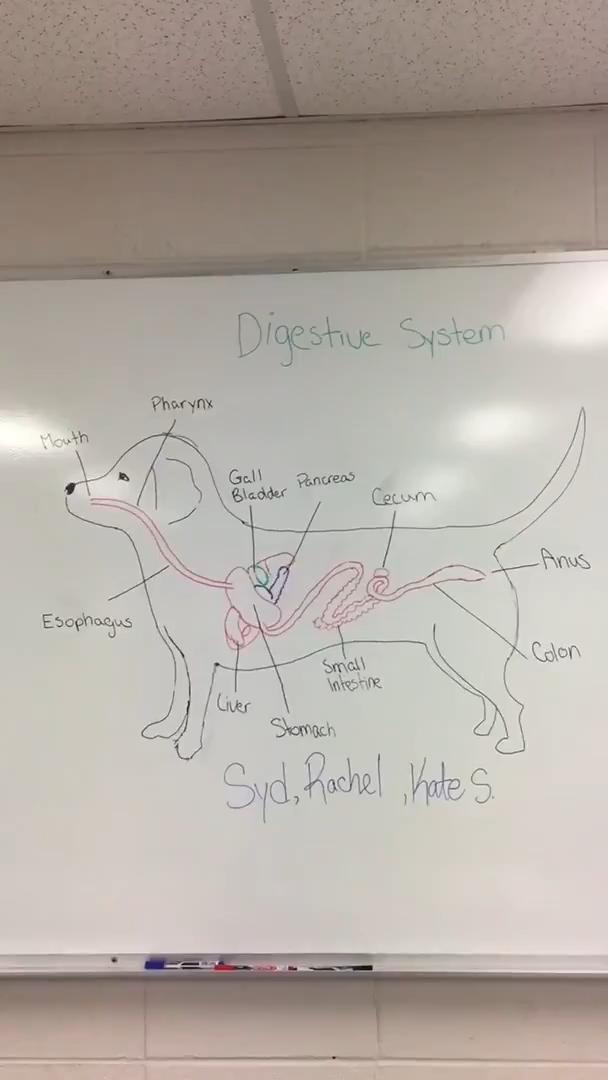 Digestive System
Pharynx
Mouth
Gall
Bladder
Pancreas
Cecum
Anus
Esophagus
Colon
Small
Intestine
Liver
Stomach
Syd, Rachel, Kate S.